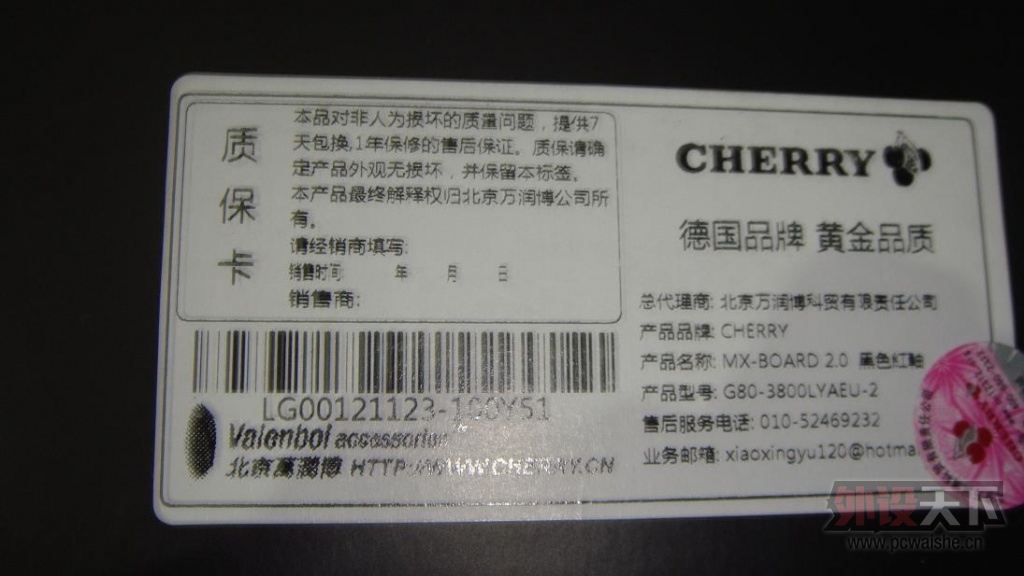 质保卡
本品对非人为损坏的质量问题，提供7
天包换,1年保修的售后保证。质保请确
定产品外观无损坏，并保留本标签。
本产品最终解释权归北京万润博公司所
有。
请经销商填写:
销售时间: 年 月 日
销售商:
LG00121123-100Y51
Valenbol accessories
北京萬潤博 HTTP://WWW.CHERRY.CN
CHERRY
德国品牌 黄金品质
总代理商: 北京万润博科贸有限责任公司
产品品牌: CHERRY
产品名称: MX-BOARD 2.0 黑色紅軸
产品型号: G80-3800LYAEU-2
售后服务电话: 010-52469232
业务邮箱: xiaoxingyu120@hotma
外设天下
www.pcwaishe.cn